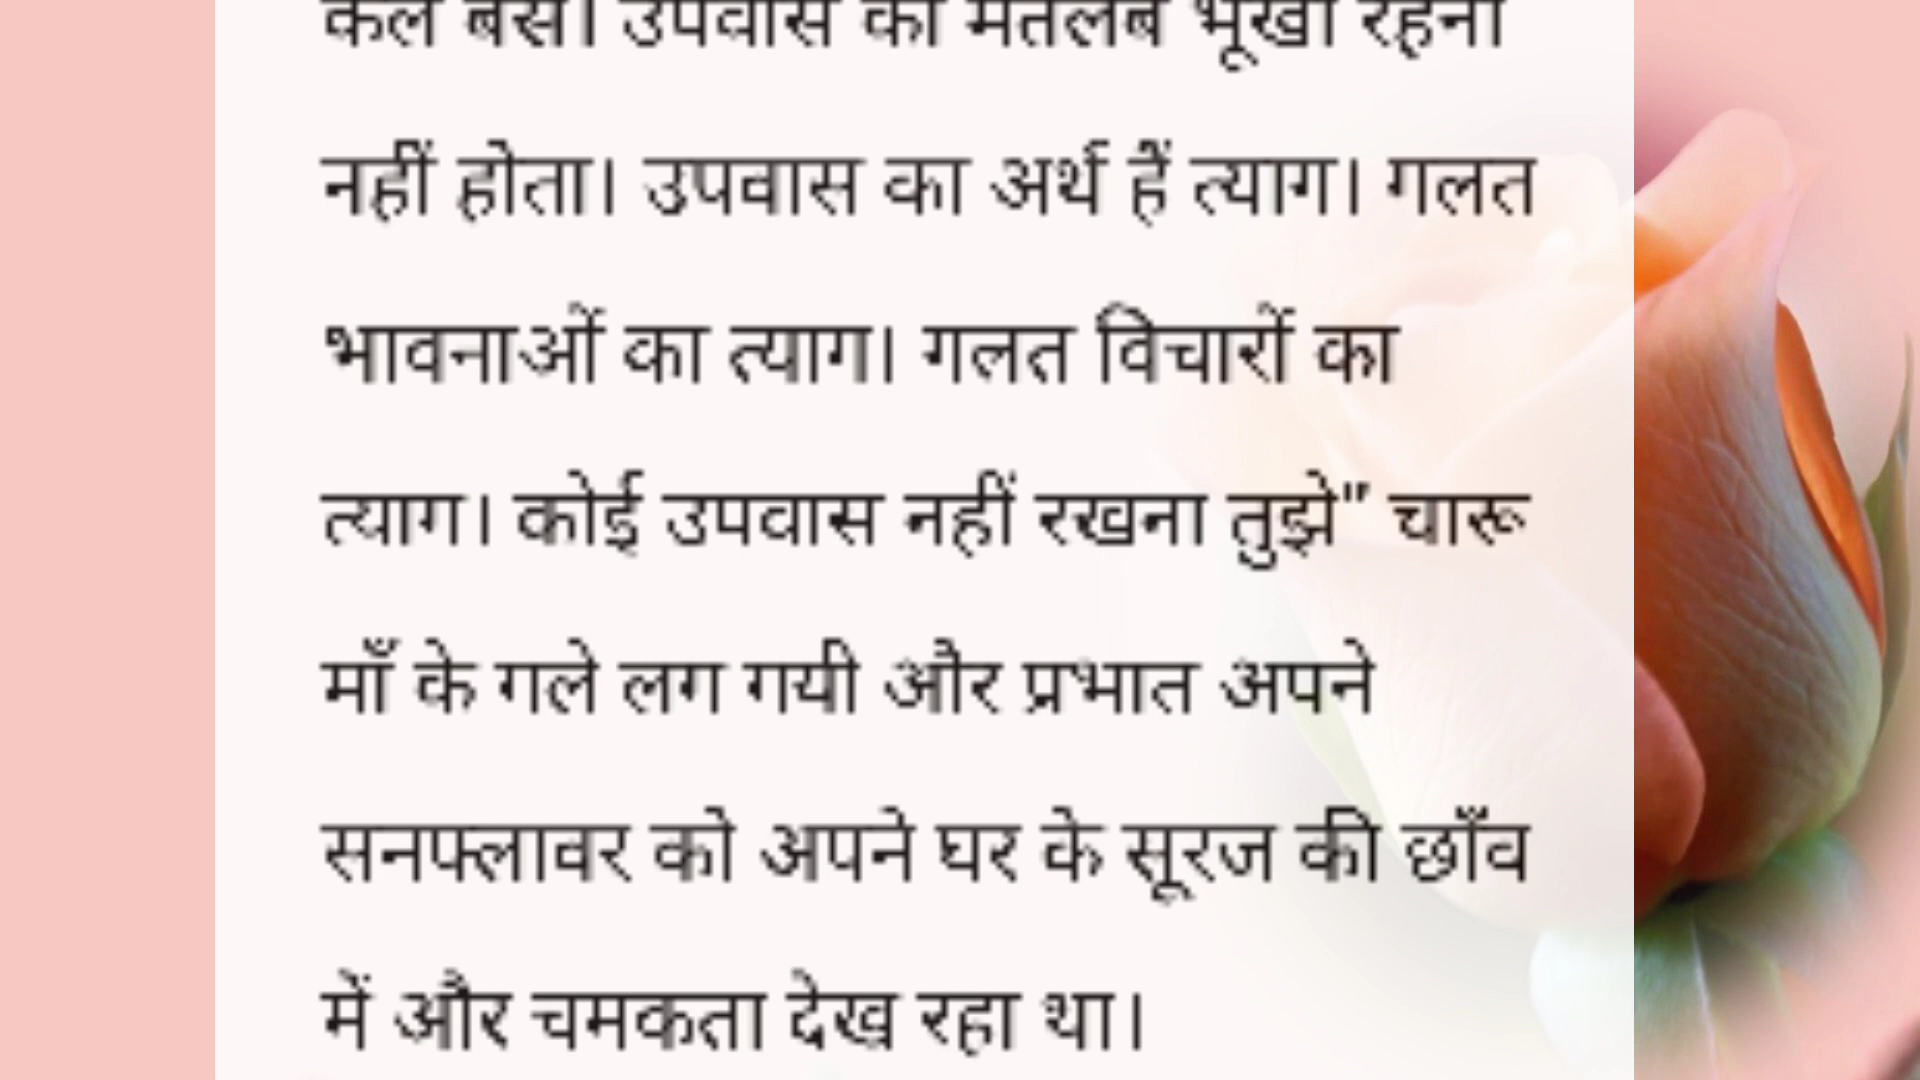 कल बस। उपवास का मतलब भूखा रहना
नहीं होता। उपवास का अर्थ हैं त्याग। गलत
भावनाओं का त्याग। गलत विचारों का
त्याग। कोई उपवास नहीं रखना तुझे" चारू
माँ के गले लग गयी और प्रभात अपने
सनफ्लावर को अपने घर के सूरज की छाँव
में और चमकता देख रहा था।